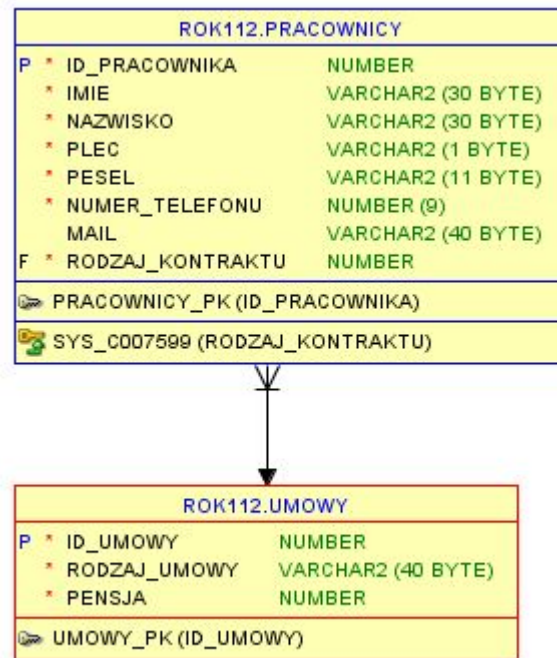 ROK112.PRACOWNICY
P * ID_PRACOWNIKA NUMBER
* IMIE VARCHAR2 (30 BYTE)
* NAZWISKO VARCHAR2 (30 BYTE)
* PLEC VARCHAR2 (1 BYTE)
* PESEL VARCHAR2 (11 BYTE)
* NUMER_TELEFONU NUMBER (9)
MAIL VARCHAR2 (40 BYTE)
F * RODZAJ_KONTRAKTU NUMBER
PRACOWNICY_PK (ID_PRACOWNIKA)
SYS_C007599 (RODZAJ_KONTRAKTU)
ROK112.UMOWY
P * ID_UMOWY NUMBER
* RODZAJ_UMOWY VARCHAR2 (40 BYTE)
* PENSJA NUMBER
UMOWY_PK (ID_UMOWY)